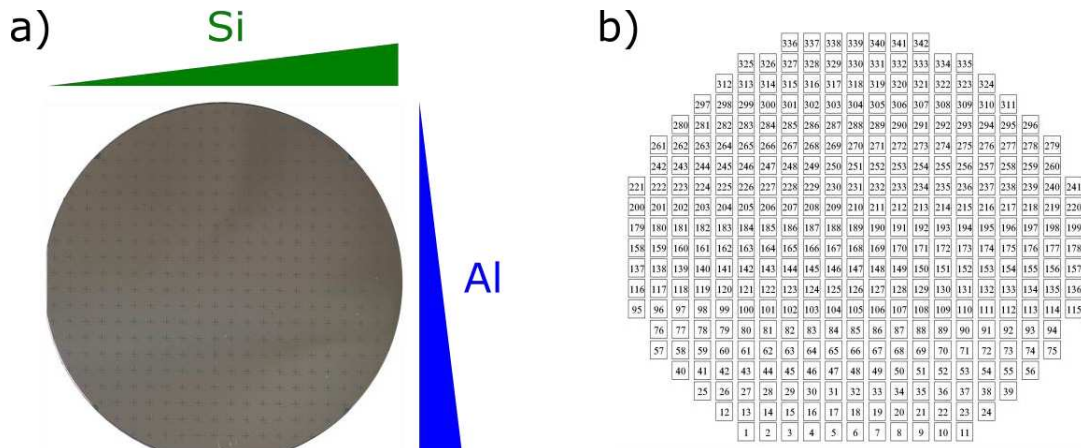 a)
Si
Al
b)
336 337 338 339 340 341 342
325 326 327 328 329 330 331 332 333 334 335
312 313 314 315 316 317 318 319 320 321 322 323 324
297 298 299 300 301 302 303 304 305 306 307 308 309 310 311
280 281 282 283 284 285 286 287 288 289 290 291 292 293 294 295 296
261 262 263 264 265 266 267 268 269 270 271 272 273 274 275 276 277 278 279
242 243 244 245 246 247 248 249 250 251 252 253 254 255 256 257 258 259 260
221 222 223 224 225 226 227 228 229 230 231 232 233 234 235 236 237 238 239 240 241
200 201 202 203 204 205 206 207 208 209 210 211 212 213 214 215 216 217 218 219 220
179 180 181 182 183 184 185 186 187 188 189 190 191 192 193 194 195 196 197 198 199
158 159 160 161 162 163 164 165 166 167 168 169 170 171 172 173 174 175 176 177 178
137 138 139 140 141 142 143 144 145 146 147 148 149 150 151 152 153 154 155 156 157
116 117 118 119 120 121 122 123 124 125 126 127 128 129 130 131 132 133 134 135 136
95 96 97 98 99 100 101 102 103 104 105 106 107 108 109 110 111 112 113 114 115
76 77 78 79 80 81 82 83 84 85 86 87 88 89 90 91 92 93 94
57 58 59 60 61 62 63 64 65 66 67 68 69 70 71 72 73 74 75
40 41 42 43 44 45 46 47 48 49 50 51 52 53 54 55 56
25 26 27 28 29 30 31 32 33 34 35 36 37 38 39
12 13 14 15 16 17 18 19 20 21 22 23 24
1 2 3 4 5 6 7 8 9 10 11